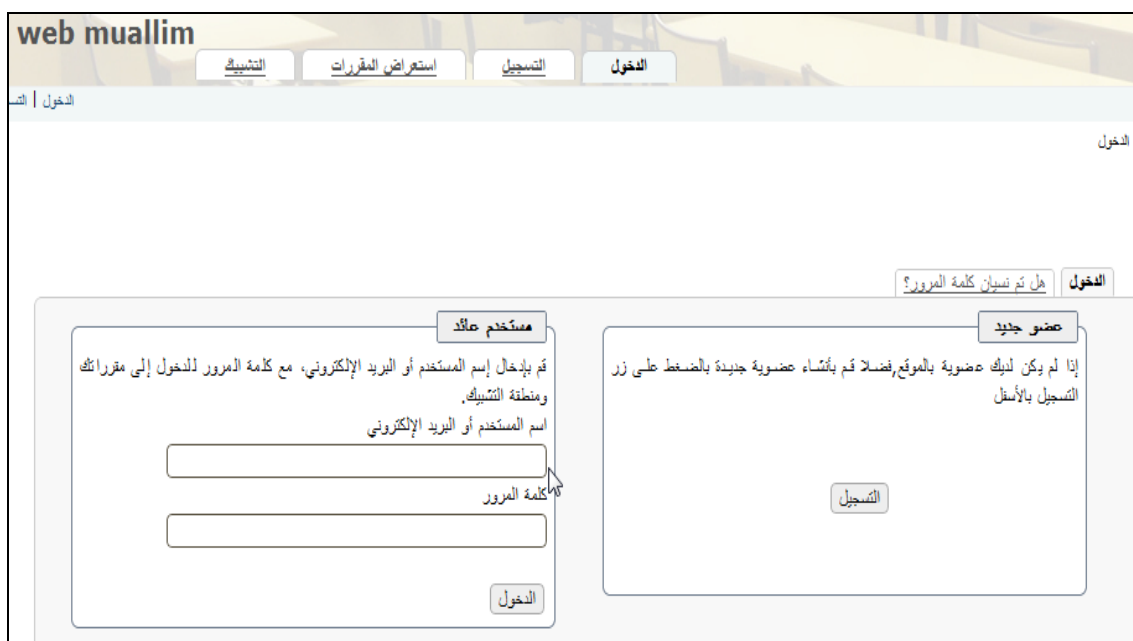 web muallim
الدخول
التسجيل
استعراض المقررات
التشبيك
الدخول | التس
الدخول
الدخول
هل تم نسيان كلمة المرور؟
عضو جديد
إذا لم يكن لديك عضوية بالموقع,فضلا قم بأنشاء عضوية جديدة بالضغط على زر
التسجيل بالأسفل
التسجيل
مستخدم عائد
قم بإدخال إسم المستخدم أو البريد الإلكتروني، مع كلمة المرور للدخول إلى مقرراتك
ومنطقة التشبيك.
اسم المستخدم أو البريد الإلكتروني
كلمة المرور
الدخول